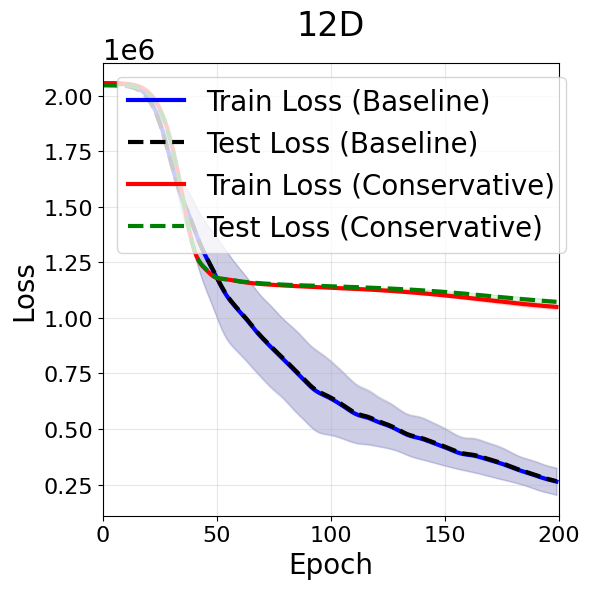 12D
1e6
Train Loss (Baseline)
Test Loss (Baseline)
Train Loss (Conservative)
Test Loss (Conservative)
2.00
1.75
1.50
1.25
1.00
0.75
0.50
0.25
Loss
0 50 100 150 200
Epoch